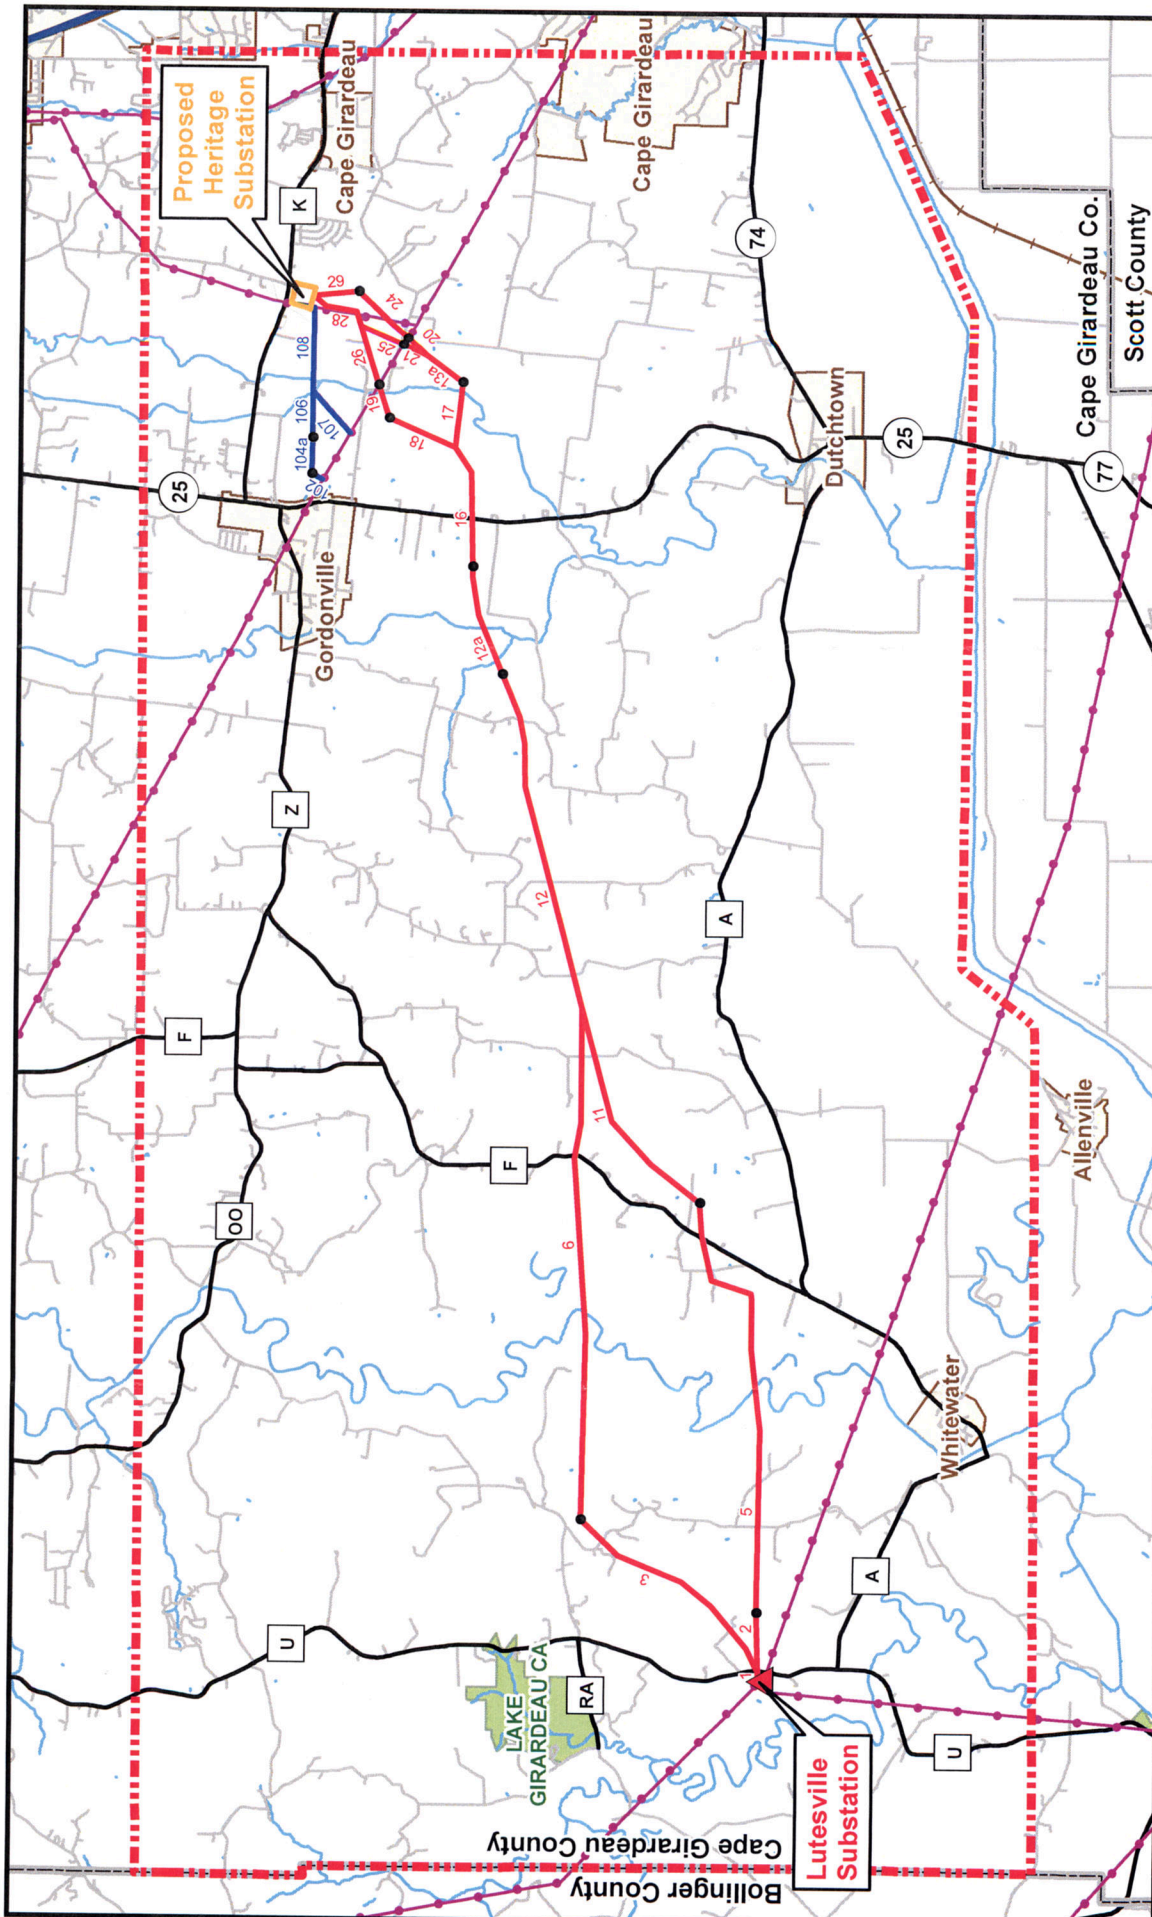 Proposed
Heritage
Substation
Cape Girardeau
Cape Girardeau
K
74
29
28
24
20
21
25
26
19
13a
17
18
108
106
107
104a
102
25
16
12a
Gordonville
Dutchtown
25
77
Cape Girardeau Co.
Scott County
Z
12
A
F
F
11
6
OO
Allenville
Whitewater
A
5
3
2
1
U
RA
LAKE
GIRARDEAU CA
U
Lutesville
Substation
Cape Girardeau County
Bollinger County